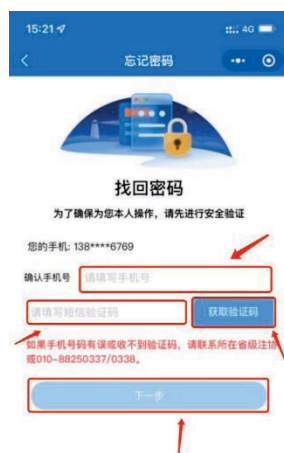 15:21 4G
忘记密码
找回密码
为了确保为您本人操作，请先进行安全验证
您的手机: 138****6769
确认手机号 请填写手机号
请填写短信验证码 获取验证码
如果手机号码有误或收不到验证码，请联系所在省级注协
或010-88250337/0338。
下一步